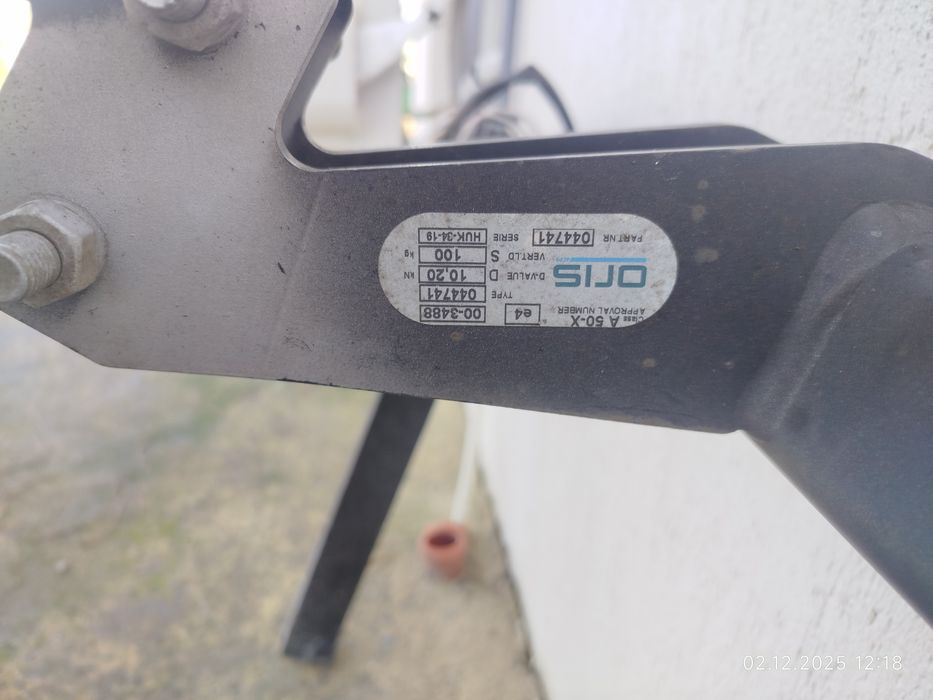 Class A 50-X
APPROVAL NUMBER e4 00-3488
TYPE 044741
ORIS
D-VALUE D 10,20 kN
VERT.LD S 100 kg
PART NR 044741 SERIE HUK-34-19
02.12.2025 12:18